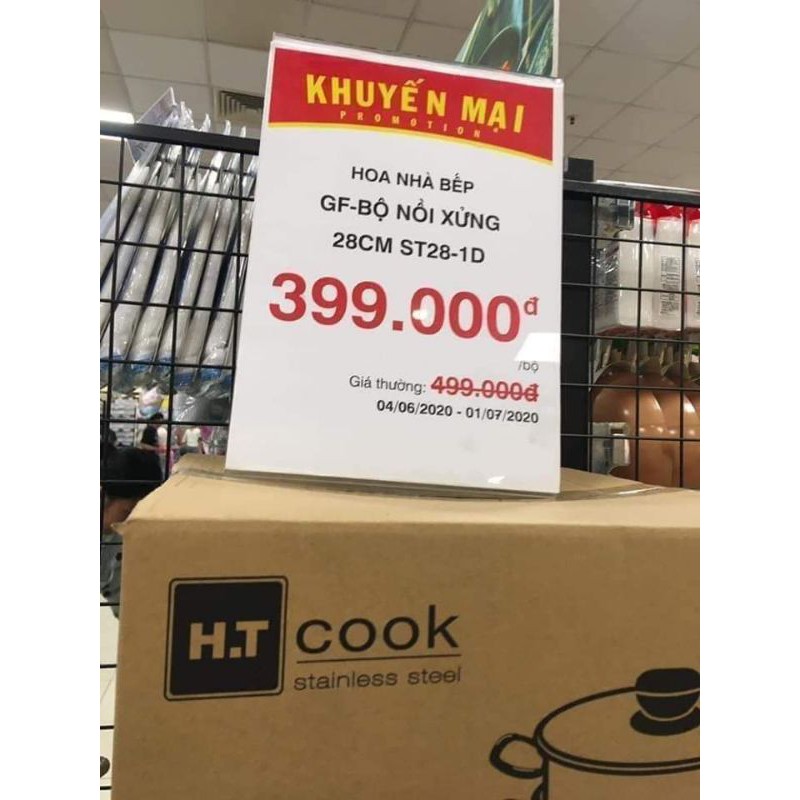 KHUYẾN MẠI
PROMOTION
HOA NHÀ BẾP
GF-BỘ NỒI XỬNG
28CM ST28-1D
399.000đ
/bộ
Giá thường: 499.000đ
04/06/2020 - 01/07/2020
H.T cook
stainless steel